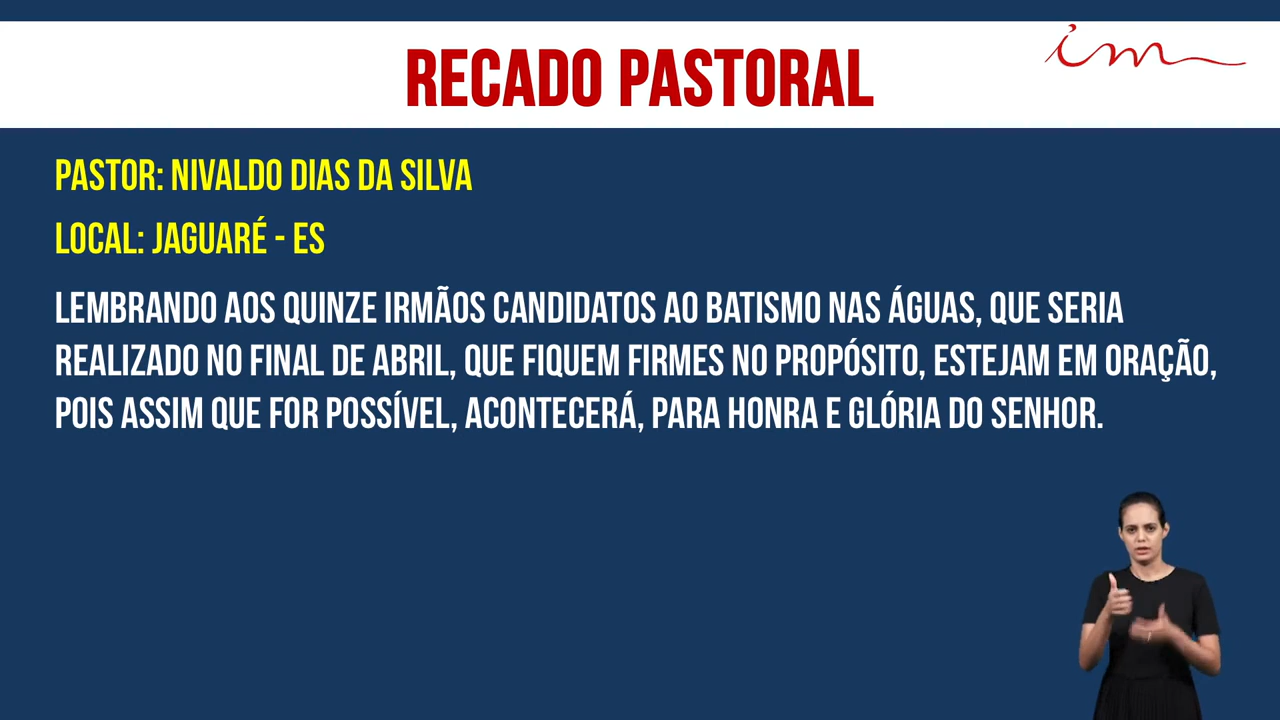 im
RECADO PASTORAL
PASTOR: NIVALDO DIAS DA SILVA
LOCAL: JAGUARÉ - ES
LEMBRANDO AOS QUINZE IRMÃOS CANDIDATOS AO BATISMO NAS ÁGUAS, QUE SERIA
REALIZADO NO FINAL DE ABRIL, QUE FIQUEM FIRMES NO PROPÓSITO, ESTEJAM EM ORAÇÃO,
POIS ASSIM QUE FOR POSSÍVEL, ACONTECERÁ, PARA HONRA E GLÓRIA DO SENHOR.